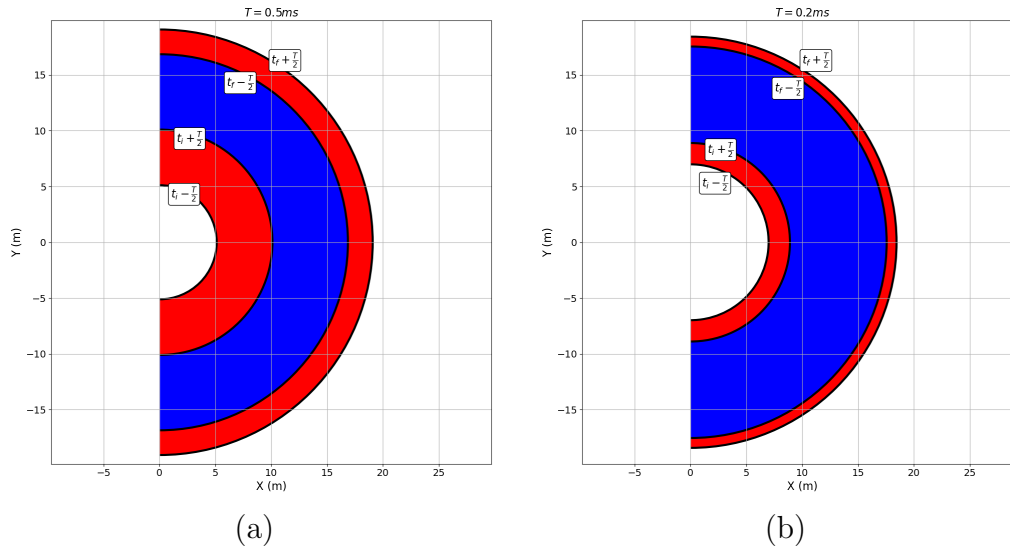 T = 0.5ms
t_f + T/2
t_f − T/2
t_i + T/2
t_i − T/2
15
10
5
0
−5
−10
−15
Y (m)
−5 0 5 10 15 20 25
X (m)
(a)
T = 0.2ms
t_f + T/2
t_f − T/2
t_i + T/2
t_i − T/2
15
10
5
0
−5
−10
−15
Y (m)
−5 0 5 10 15 20 25
X (m)
(b)